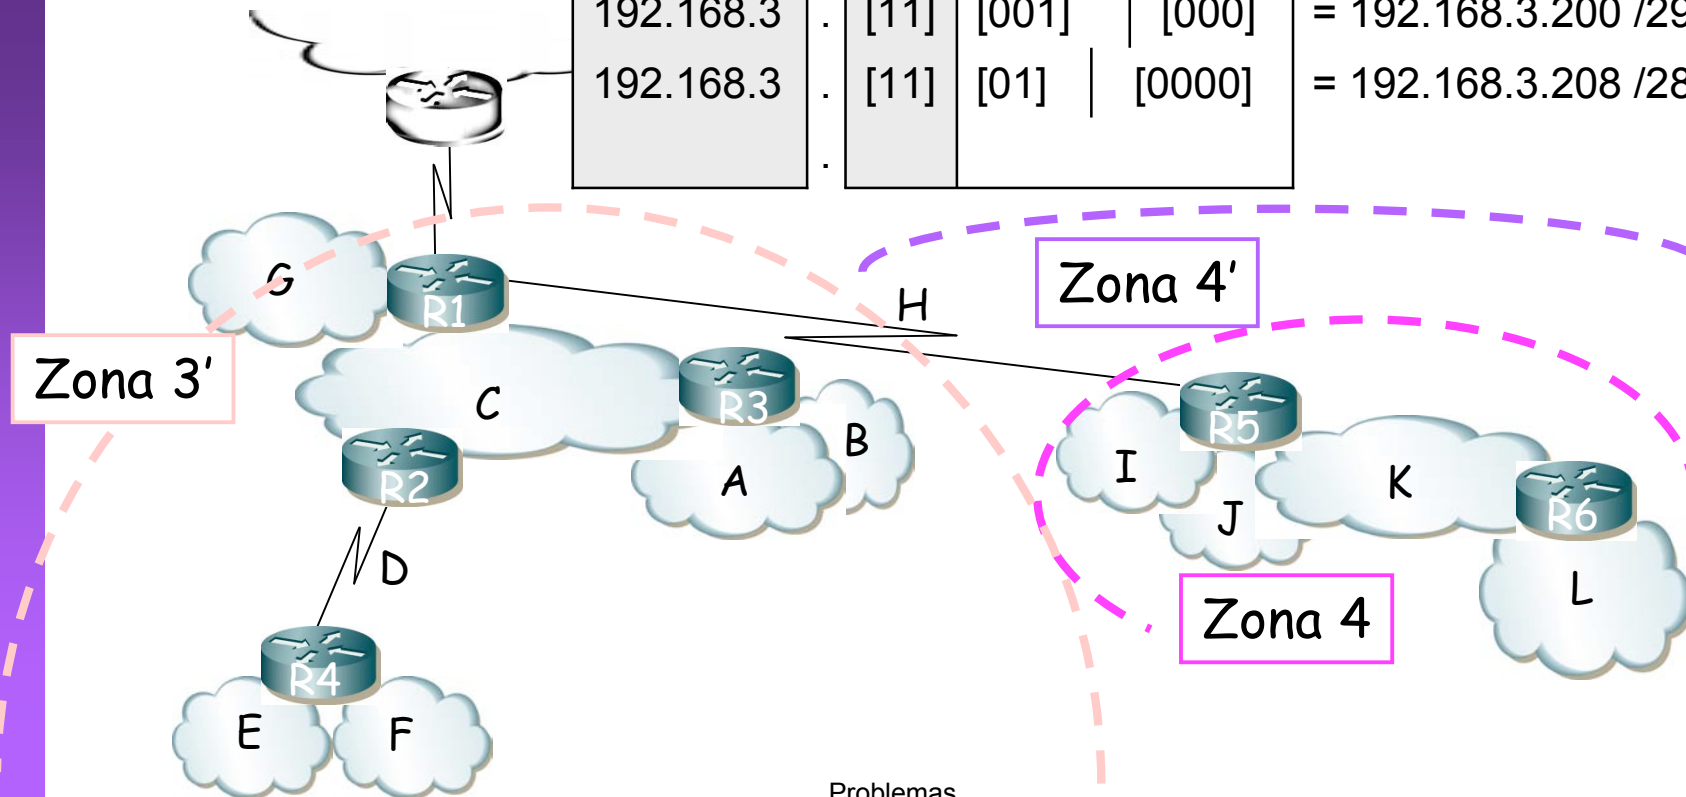 192.168.3 . [11] [001] | [000] = 192.168.3.200 /29
192.168.3 . [11] [01] | [0000] = 192.168.3.208 /28
.
Zona 4'
G
R1
H
Zona 3'
C
R3
R5
B
I
K
R2
A
J
R6
D
L
Zona 4
R4
E
F
Problemas